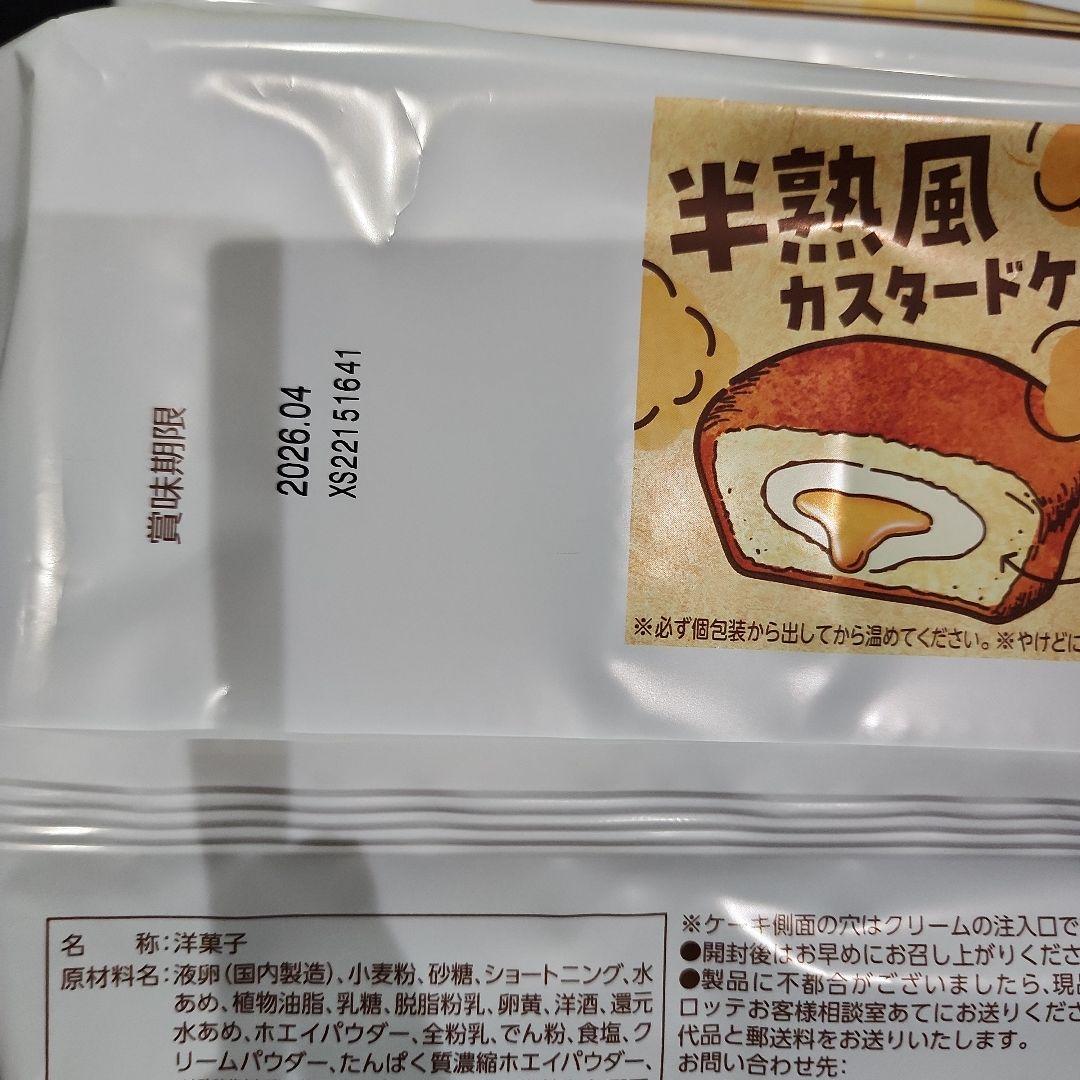 半熟風
カスタードケ
※必ず個包装から出してから温めてください。※やけどに
賞味期限
2026.04
XS22151641
名　　称：洋菓子
原材料名：液卵（国内製造）、小麦粉、砂糖、ショートニング、水
あめ、植物油脂、乳糖、脱脂粉乳、卵黄、洋酒、還元
水あめ、ホエイパウダー、全粉乳、でん粉、食塩、ク
リームパウダー、たんぱく質濃縮ホエイパウダー、
※ケーキ側面の穴はクリームの注入口で
●開封後はお早めにお召し上がりくださ
●製品に不都合がございましたら、現品
ロッテお客様相談室あてにお送りくださ
代品と郵送料をお送りいたします。
お問い合わせ先：